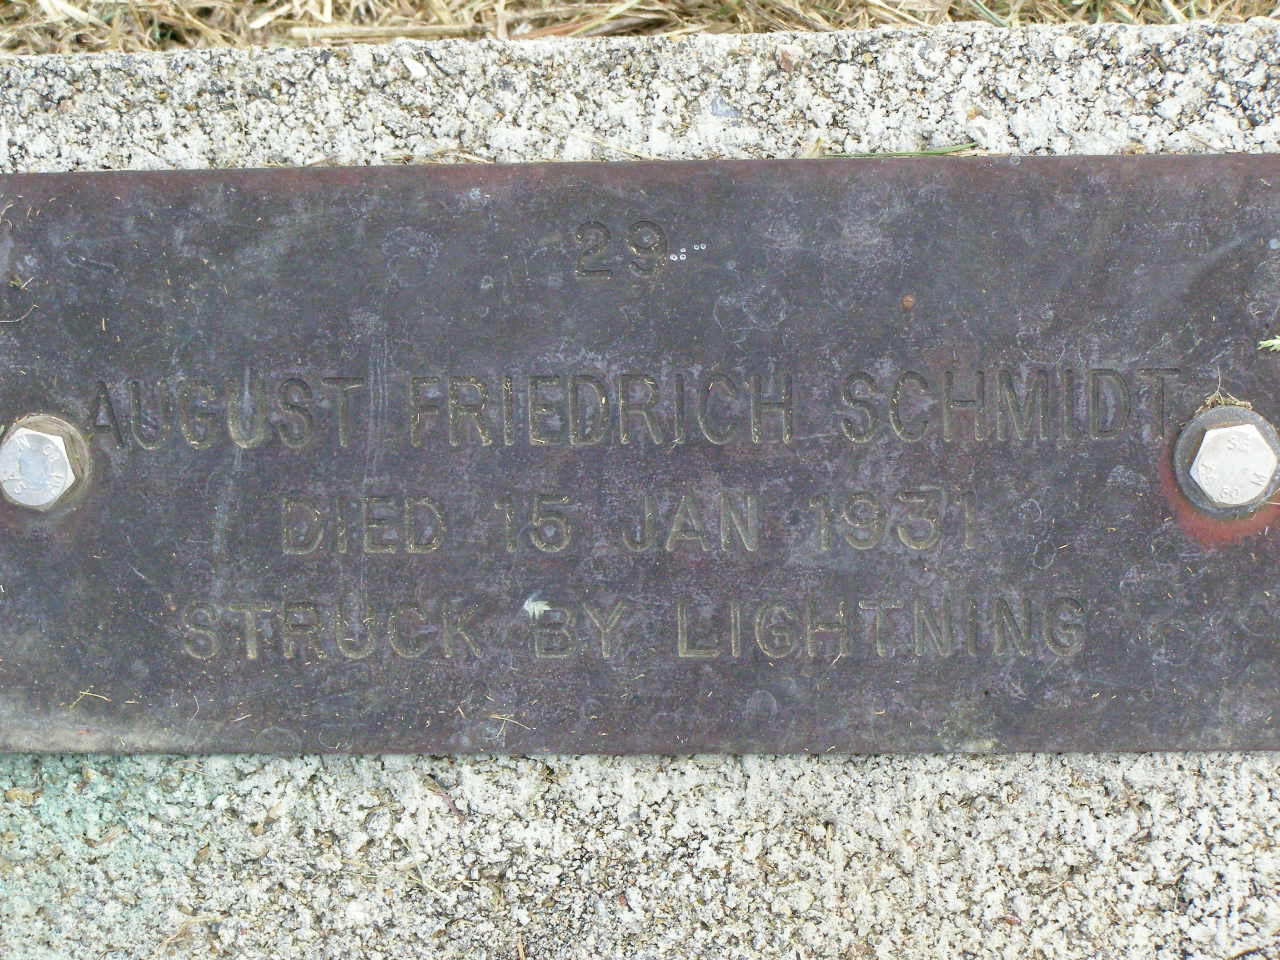 29
AUGUST FRIEDRICH SCHMIDT
DIED 15 JAN 1931
STRUCK BY LIGHTNING